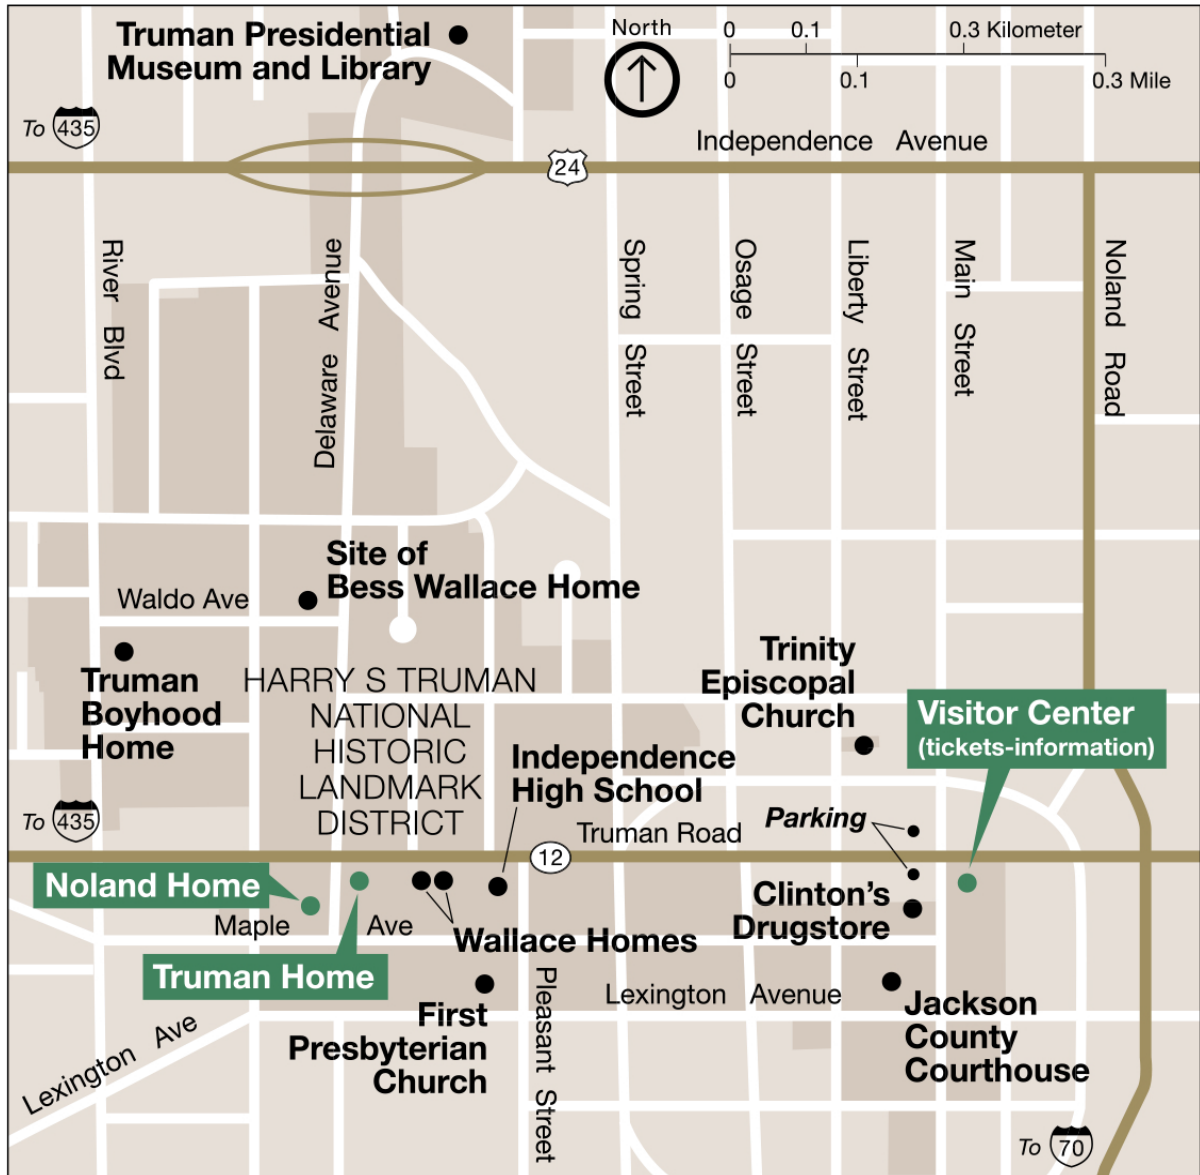 Truman Presidential
Museum and Library
North
0 0.1 0.3 Kilometer
0 0.1 0.3 Mile
To 435
Independence Avenue
24
River Blvd
Delaware Avenue
Spring Street
Osage Street
Liberty Street
Main Street
Noland Road
Site of
Bess Wallace Home
Waldo Ave
Truman
Boyhood
Home
HARRY S TRUMAN
NATIONAL
HISTORIC
LANDMARK
DISTRICT
Trinity
Episcopal
Church
Visitor Center
(tickets-information)
Independence
High School
To 435
Truman Road
Parking
12
Noland Home
Maple Ave
Clinton's
Drugstore
Wallace Homes
Truman Home
Pleasant Street
Lexington Avenue
First
Presbyterian
Church
Jackson
County
Courthouse
Lexington Ave
To 70